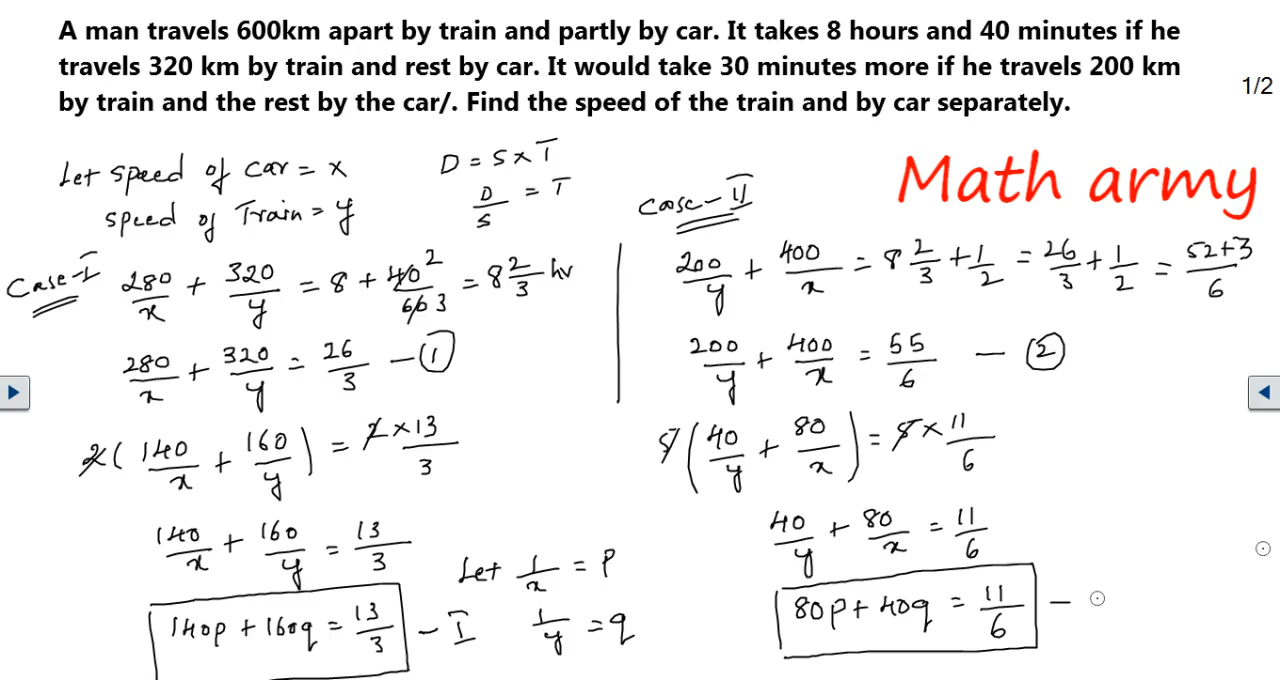 A man travels 600km apart by train and partly by car. It takes 8 hours and 40 minutes if he
travels 320 km by train and rest by car. It would take 30 minutes more if he travels 200 km
by train and the rest by the car/. Find the speed of the train and by car separately.
1/2
Math army
Let speed of car = x
speed of Train = y
D = S × T
D/S = T
Case-I
280/x + 320/y = 8 + 40/60 2/3 = 8 2/3 hr
280/x + 320/y = 26/3 — ①
2(140/x + 160/y) = 2×13/3
140/x + 160/y = 13/3
140p + 160q = 13/3 — I
Let 1/x = P
1/y = q
Case-II
200/y + 400/x = 8 2/3 + 1/2 = 26/3 + 1/2 = 52+3/6
200/y + 400/x = 55/6 — ②
5(40/y + 80/x) = 5×11/6
40/y + 80/x = 11/6
80p + 40q = 11/6 —